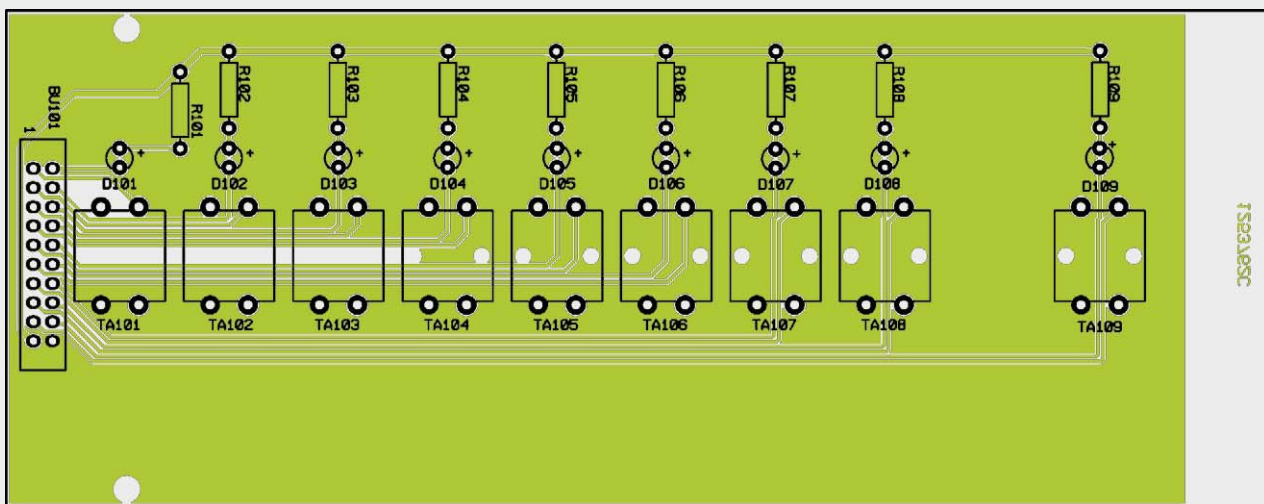 BU101
1
R101
R102
R103
R104
R105
R106
R107
R108
R109
+
+
+
+
+
+
+
+
+
D101
D102
D103
D104
D105
D106
D107
D108
D109
TA101
TA102
TA103
TA104
TA105
TA106
TA107
TA108
TA109